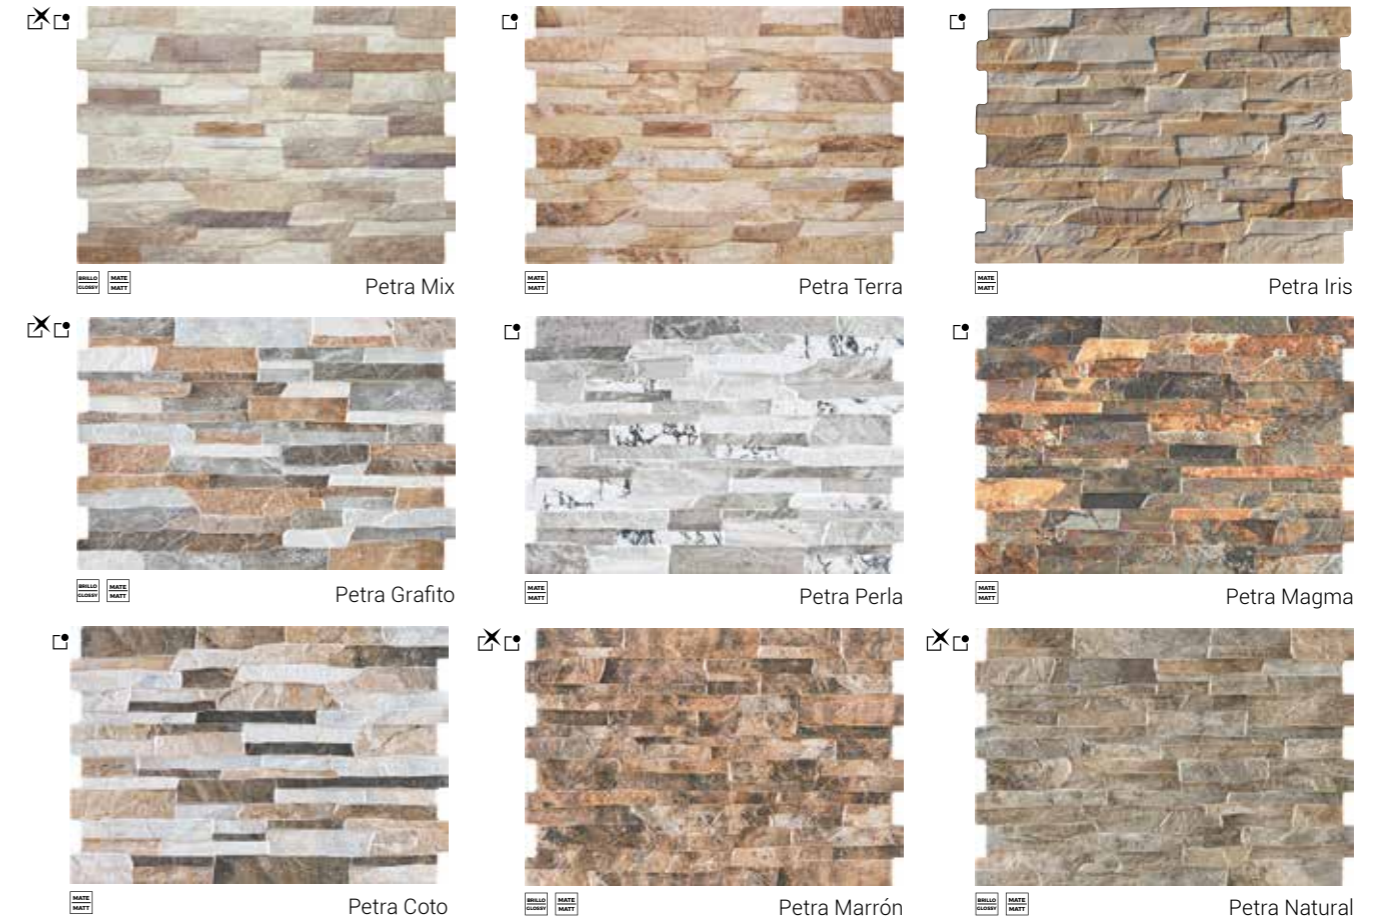 BRILLO MATE
GLOSSY MATT
Petra Mix
MATE
MATT
Petra Terra
MATE
MATT
Petra Iris
BRILLO MATE
GLOSSY MATT
Petra Grafito
MATE
MATT
Petra Perla
MATE
MATT
Petra Magma
MATE
MATT
Petra Coto
BRILLO MATE
GLOSSY MATT
Petra Marrón
BRILLO MATE
GLOSSY MATT
Petra Natural